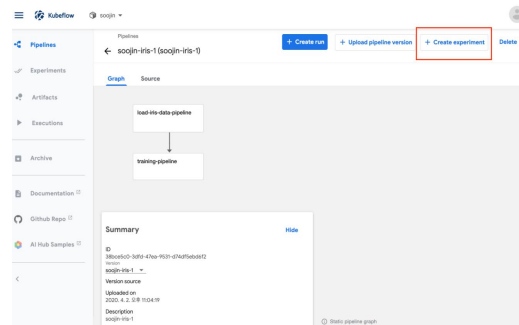 Kubeflow
soojin
Pipelines
soojin-iris-1 (soojin-iris-1)
+ Create run
+ Upload pipeline version
+ Create experiment
Delete
Pipelines
Experiments
Artifacts
Executions
Archive
Documentation
Github Repo
AI Hub Samples
Graph
Source
load-iris-data-pipeline
training-pipeline
Summary
Hide
ID
38bce5c0-3dfd-47ea-9531-d74df5ebd6f2
Version
soojin-iris-1
Version source
Uploaded on
2020. 4. 2. 오후 11:04:19
Description
soojin-iris-1
Static pipeline graph